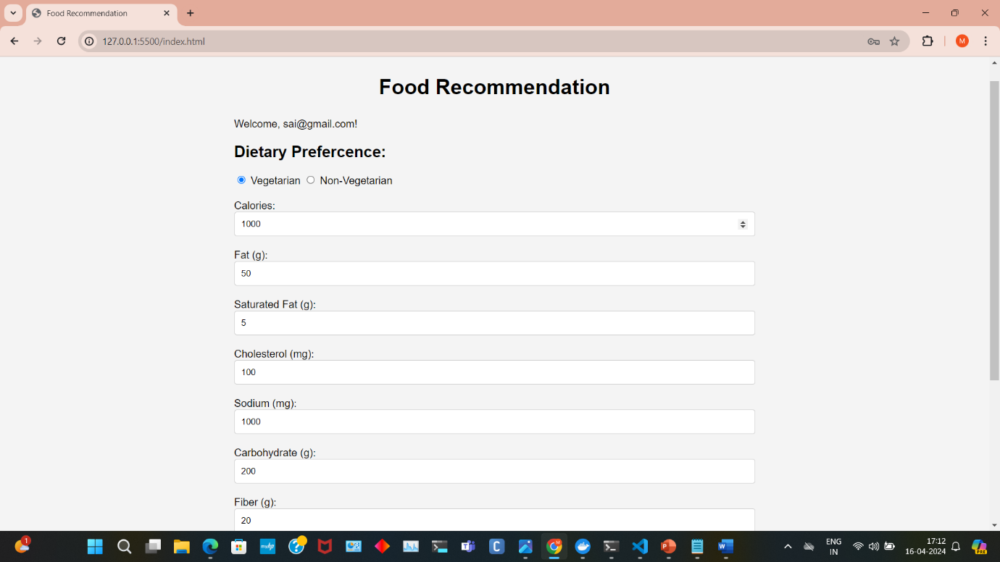 Food Recommendation
127.0.0.1:5500/index.html
M
Food Recommendation
Welcome, sai@gmail.com!
Dietary Prefercence:
Vegetarian Non-Vegetarian
Calories:
1000
Fat (g):
50
Saturated Fat (g):
5
Cholesterol (mg):
100
Sodium (mg):
1000
Carbohydrate (g):
200
Fiber (g):
20
1
myhp
C
ENG
IN
17:12
16-04-2024
PRE